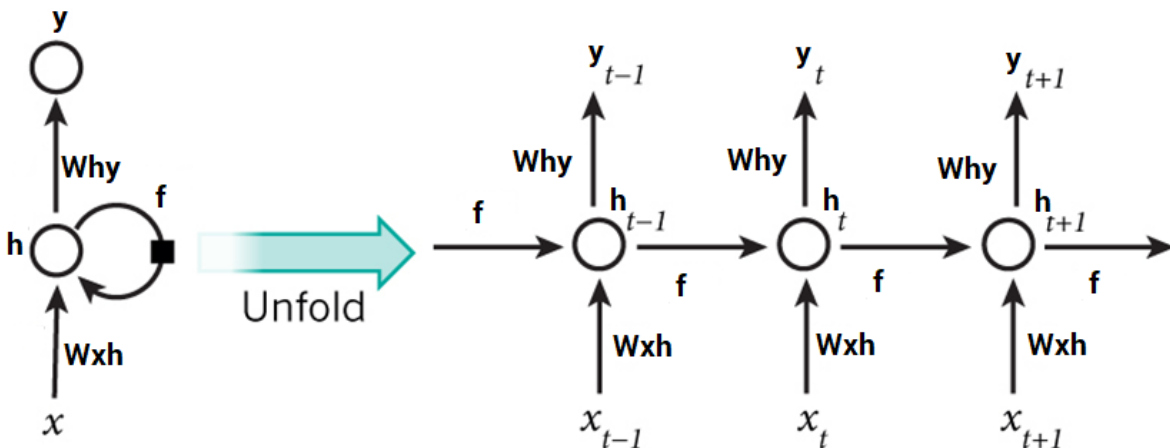 y
Why
f
h
Unfold
Wxh
x
y t-1
y t
y t+1
Why
Why
Why
f
h t-1
h t
h t+1
f
f
f
Wxh
Wxh
Wxh
x t-1
x t
x t+1